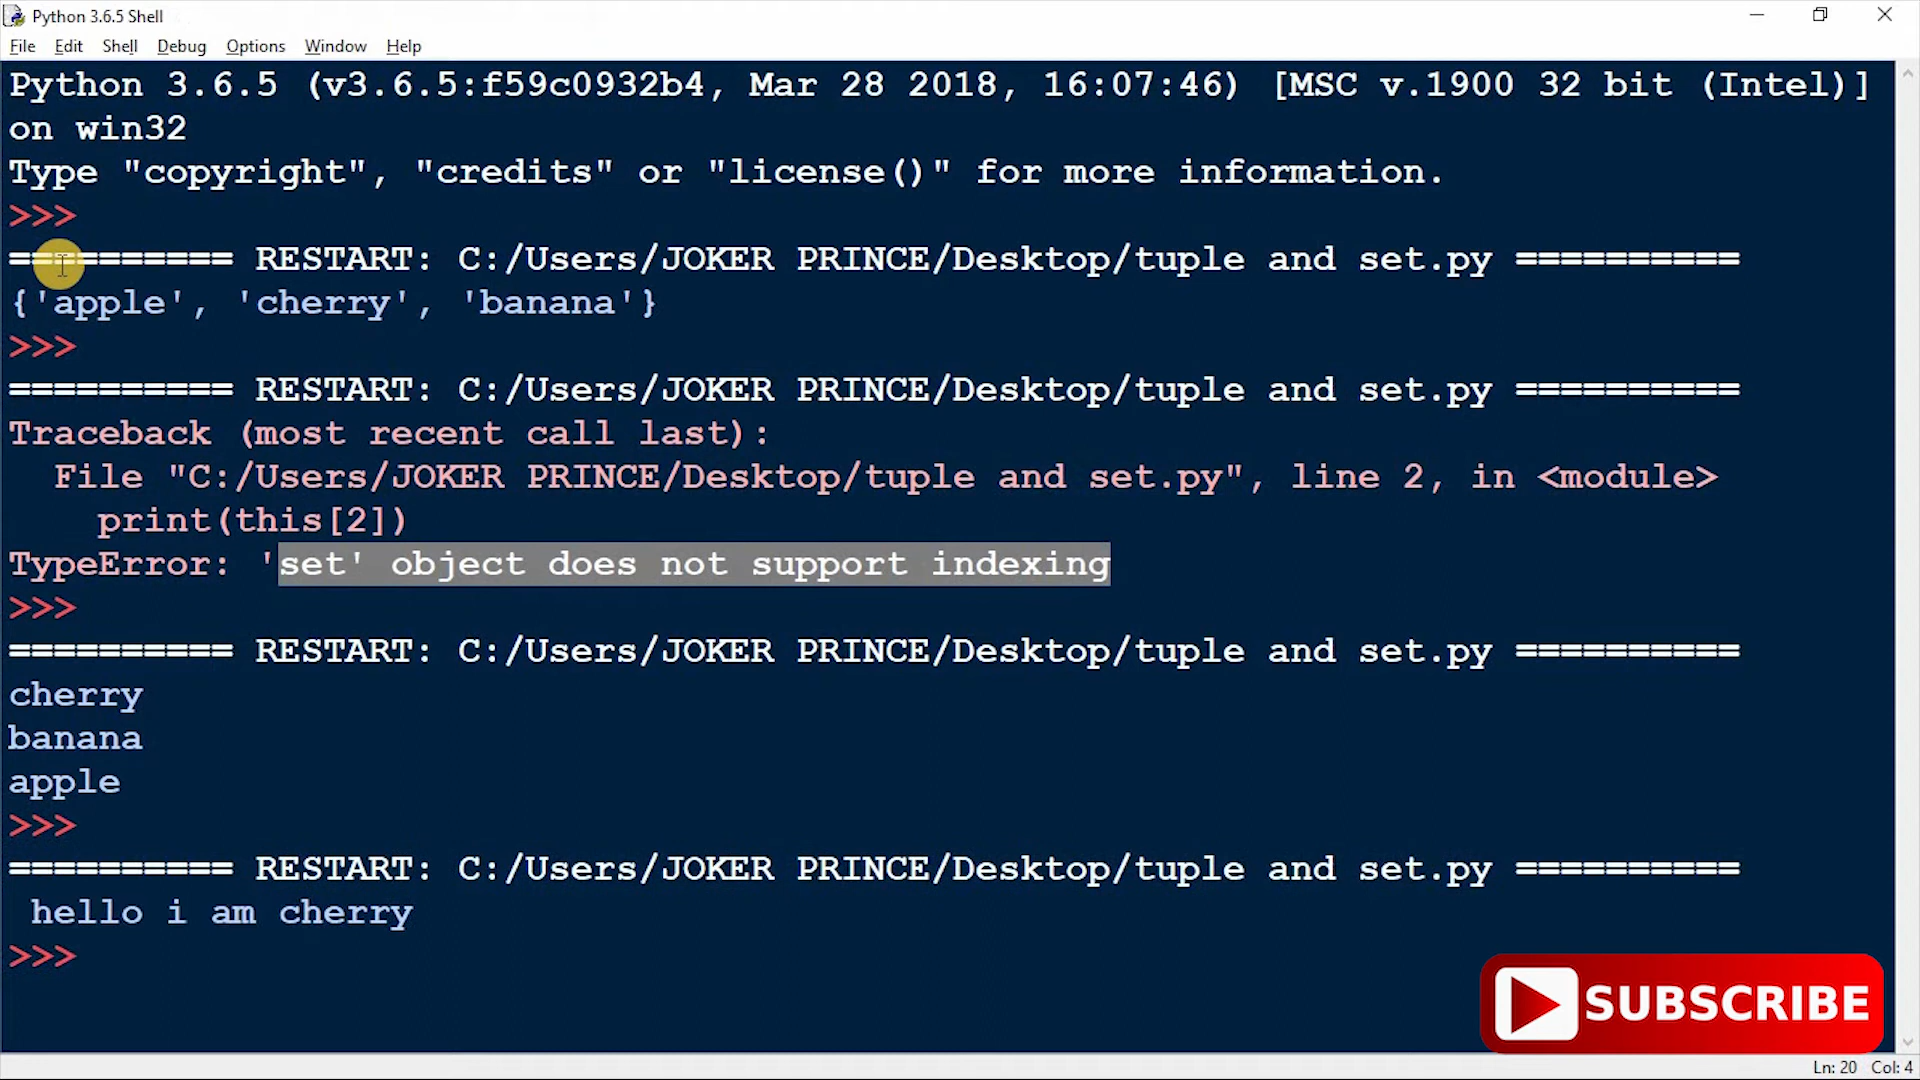 Python 3.6.5 Shell
File Edit Shell Debug Options Window Help
Python 3.6.5 (v3.6.5:f59c0932b4, Mar 28 2018, 16:07:46) [MSC v.1900 32 bit (Intel)]
on win32
Type "copyright", "credits" or "license()" for more information.
>>>
========== RESTART: C:/Users/JOKER PRINCE/Desktop/tuple and set.py ==========
{'apple', 'cherry', 'banana'}
>>>
========== RESTART: C:/Users/JOKER PRINCE/Desktop/tuple and set.py ==========
Traceback (most recent call last):
  File "C:/Users/JOKER PRINCE/Desktop/tuple and set.py", line 2, in <module>
    print(this[2])
TypeError: 'set' object does not support indexing
>>>
========== RESTART: C:/Users/JOKER PRINCE/Desktop/tuple and set.py ==========
cherry
banana
apple
>>>
========== RESTART: C:/Users/JOKER PRINCE/Desktop/tuple and set.py ==========
 hello i am cherry
>>>
SUBSCRIBE
Ln: 20 Col: 4